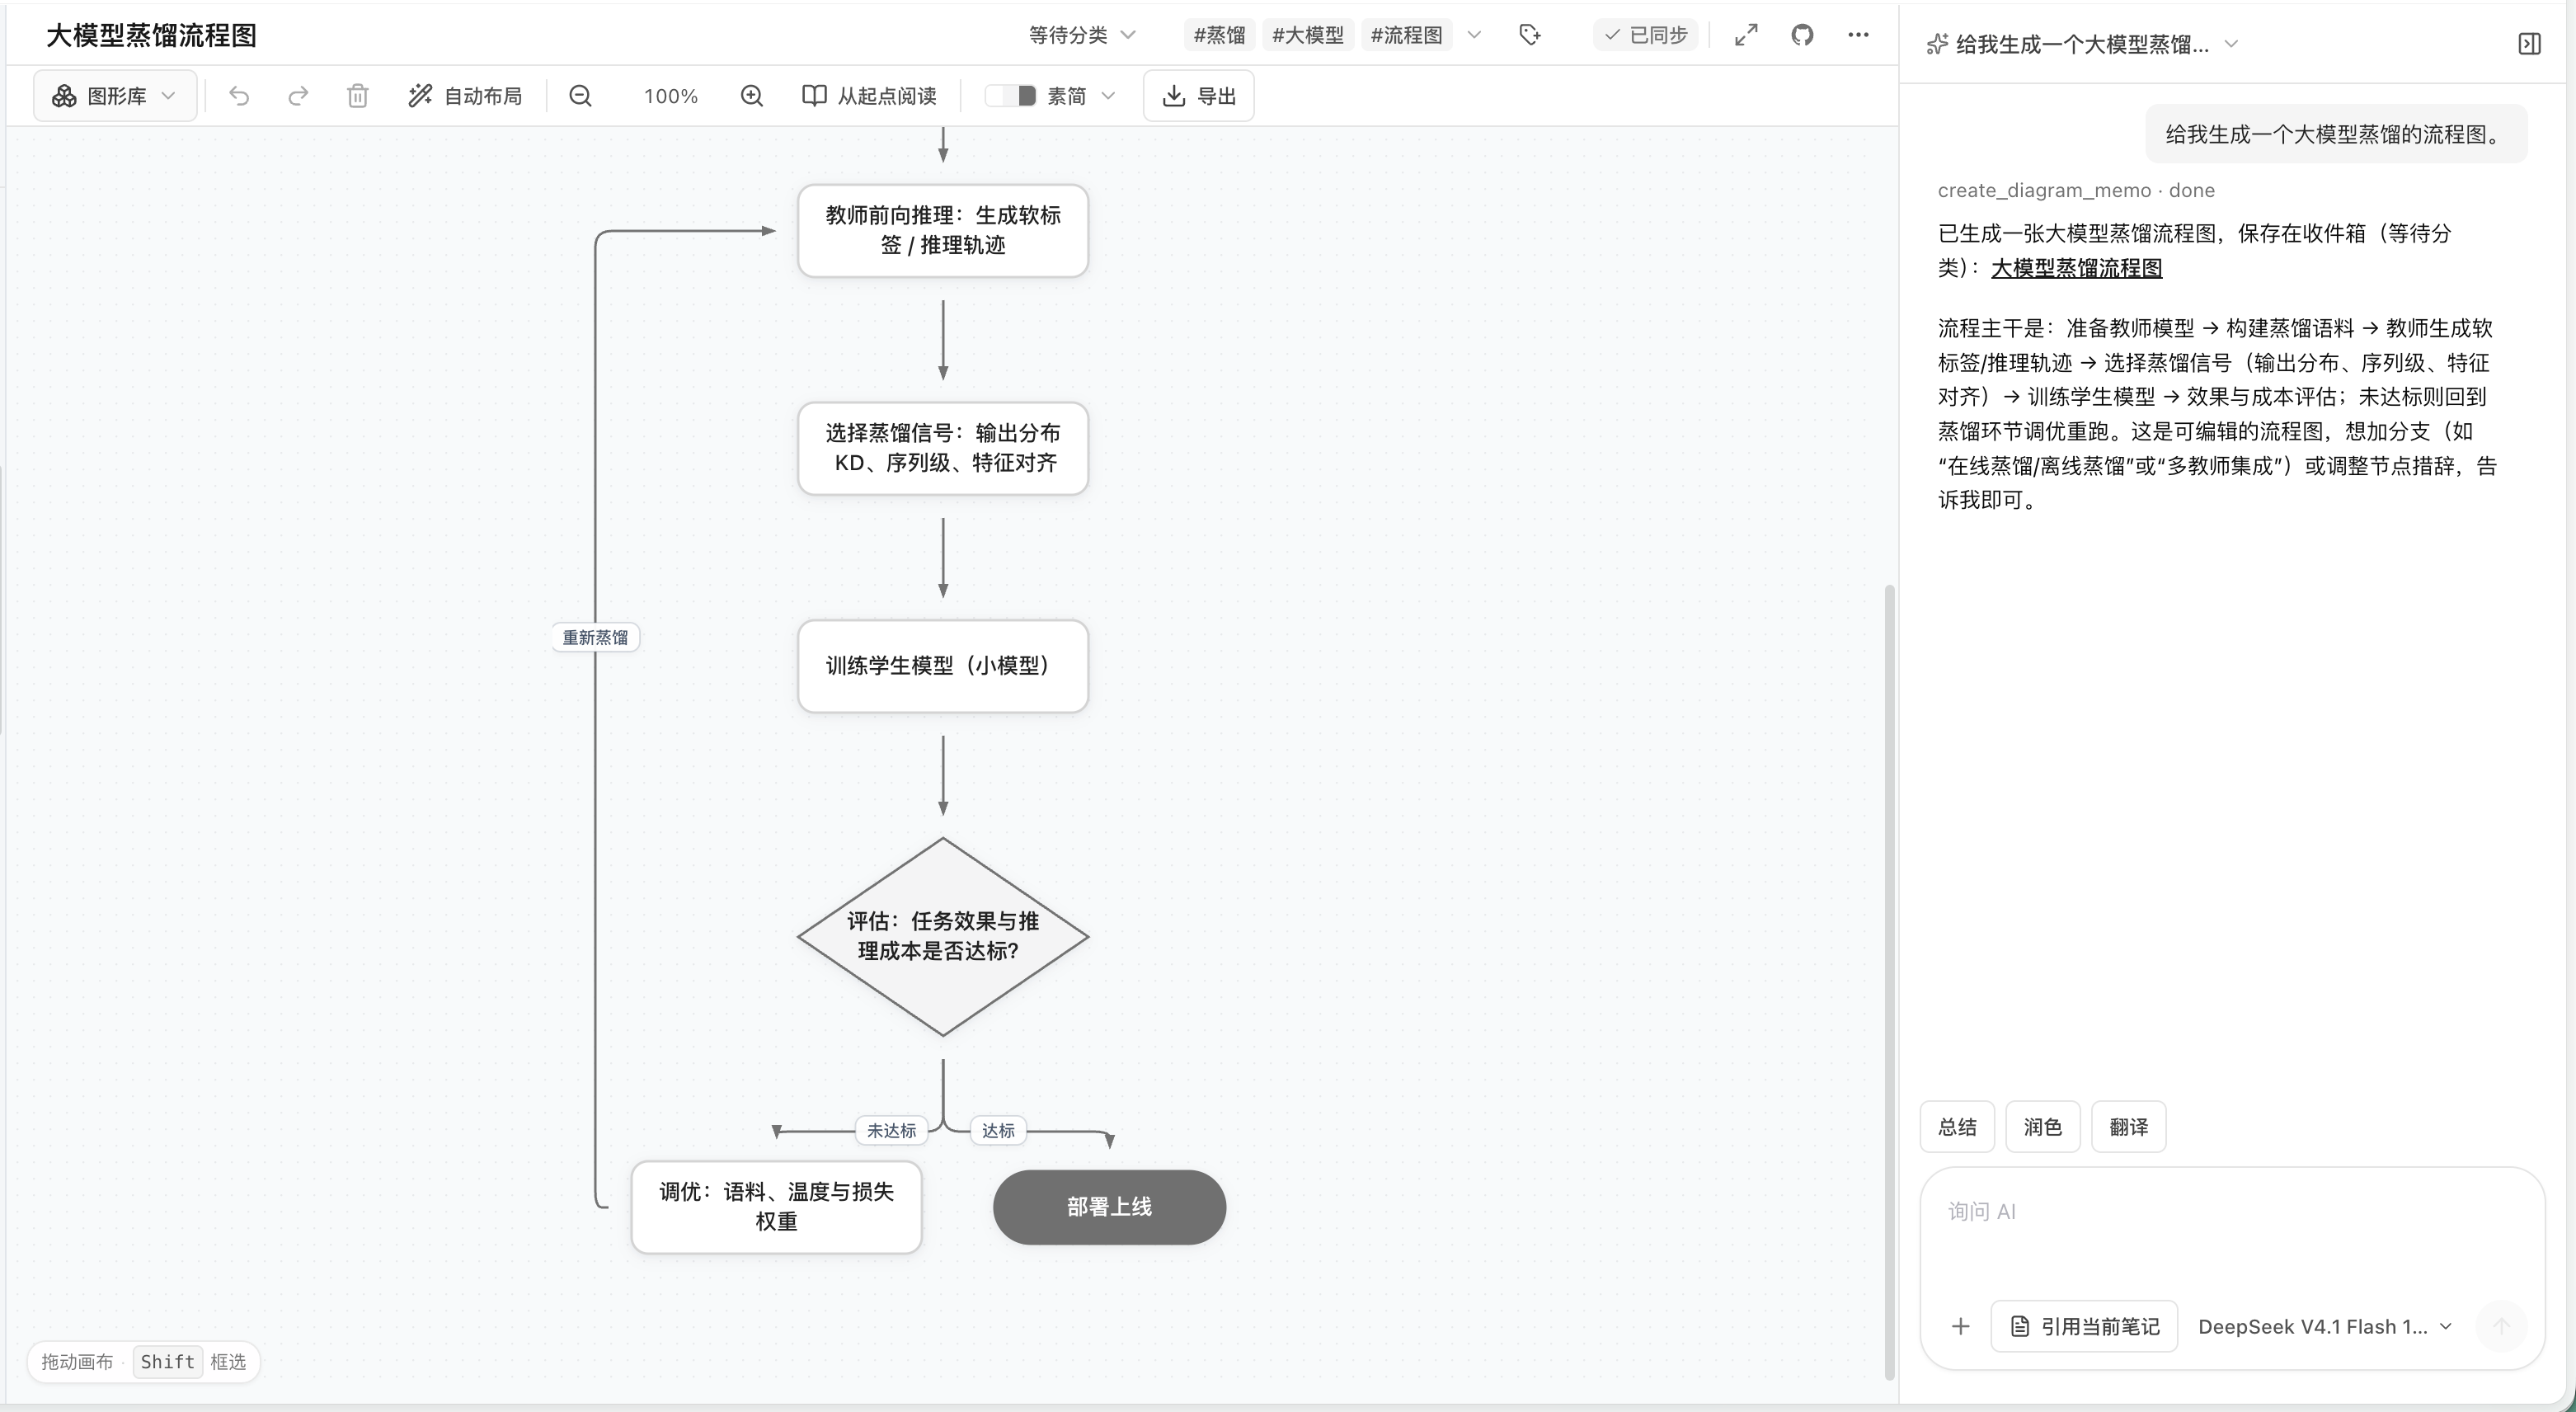 大模型蒸馏流程图
等待分类
#蒸馏
#大模型
#流程图
已同步
图形库
自动布局
100%
从起点阅读
素简
导出
教师前向推理：生成软标
签 / 推理轨迹
选择蒸馏信号：输出分布
KD、序列级、特征对齐
重新蒸馏
训练学生模型（小模型）
评估：任务效果与推
理成本是否达标？
未达标
达标
调优：语料、温度与损失
权重
部署上线
拖动画布 · Shift 框选
给我生成一个大模型蒸馏...
给我生成一个大模型蒸馏的流程图。
create_diagram_memo · done
已生成一张大模型蒸馏流程图，保存在收件箱（等待分
类）：大模型蒸馏流程图
流程主干是：准备教师模型 → 构建蒸馏语料 → 教师生成软
标签/推理轨迹 → 选择蒸馏信号（输出分布、序列级、特征
对齐）→ 训练学生模型 → 效果与成本评估；未达标则回到
蒸馏环节调优重跑。这是可编辑的流程图，想加分支（如
“在线蒸馏/离线蒸馏”或“多教师集成”）或调整节点措辞，告
诉我即可。
总结
润色
翻译
询问 AI
引用当前笔记
DeepSeek V4.1 Flash 1...